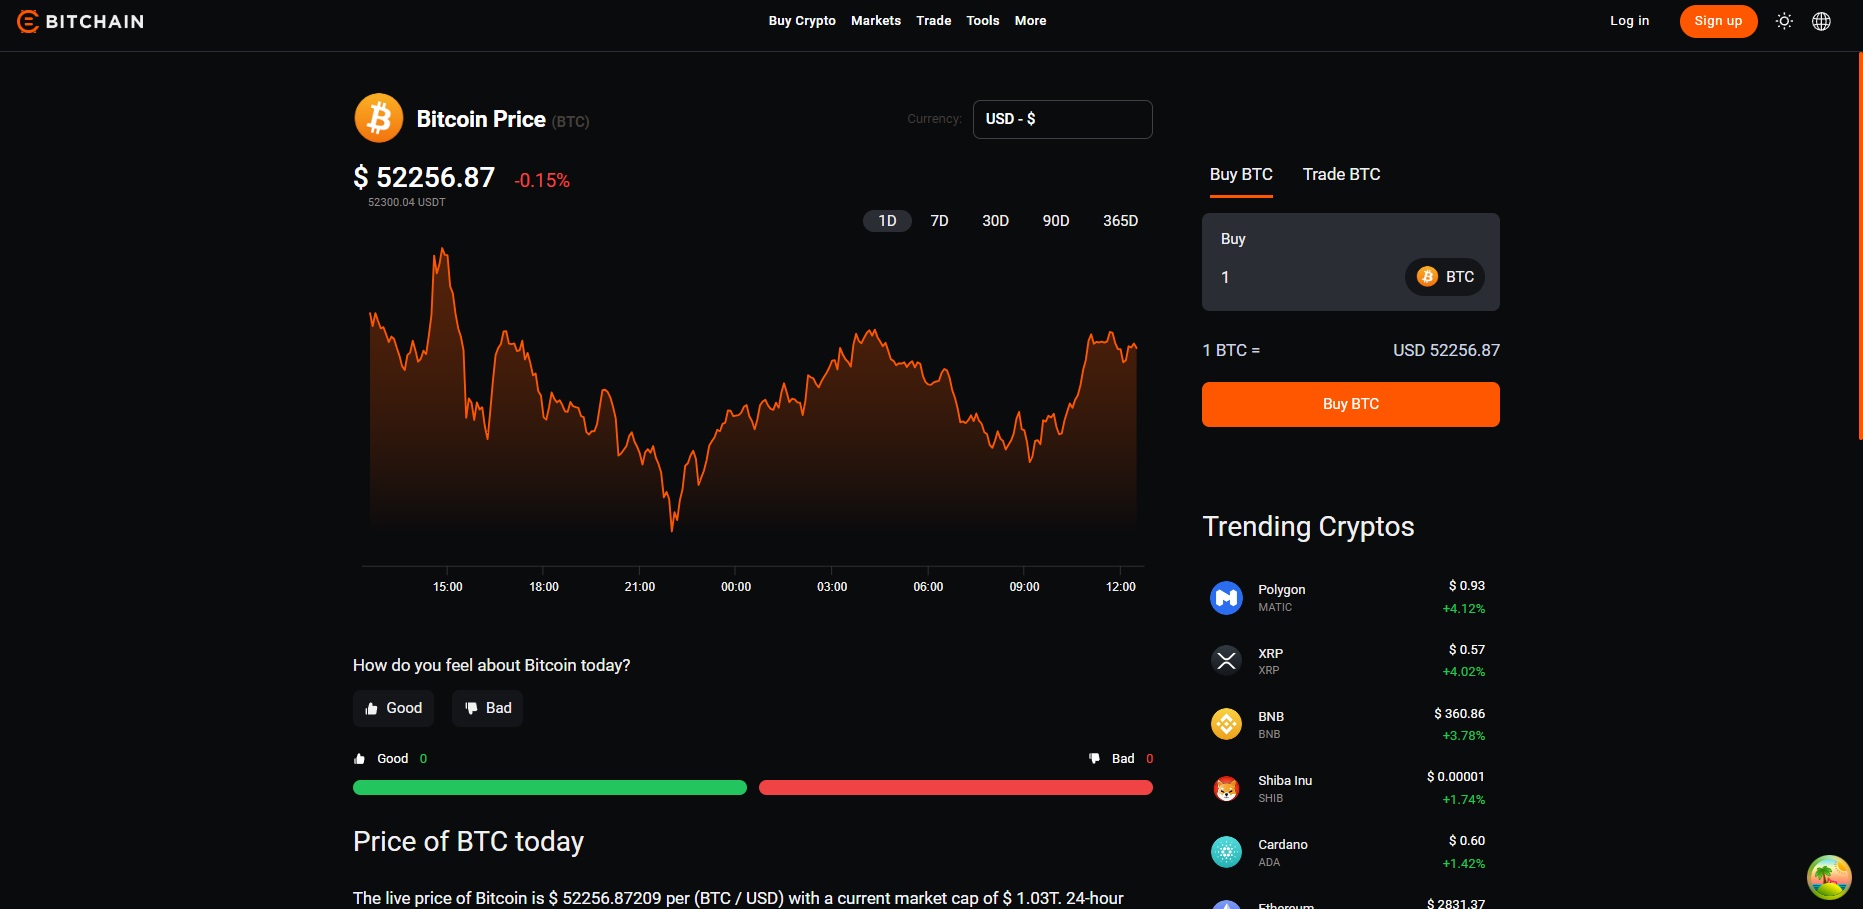 BITCHAIN
Buy Crypto Markets Trade Tools More
Log in Sign up
Bitcoin Price (BTC)
Currency: USD - $
$ 52256.87 -0.15%
52300.04 USDT
1D 7D 30D 90D 365D
15:00 18:00 21:00 00:00 03:00 06:00 09:00 12:00
How do you feel about Bitcoin today?
Good Bad
Good 0 Bad 0
Price of BTC today
The live price of Bitcoin is $ 52256.87209 per (BTC / USD) with a current market cap of $ 1.03T. 24-hour
Buy BTC Trade BTC
Buy
1 BTC
1 BTC = USD 52256.87
Buy BTC
Trending Cryptos
Polygon $ 0.93
MATIC +4.12%
XRP $ 0.57
XRP +4.02%
BNB $ 360.86
BNB +3.78%
Shiba Inu $ 0.00001
SHIB +1.74%
Cardano $ 0.60
ADA +1.42%
Ethereum $ 2831.37